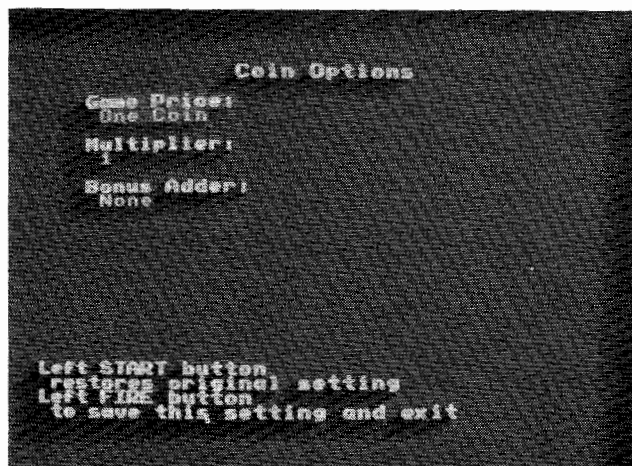 Coin Options
Game Price:
One Coin
Multiplier:
1
Bonus Adder:
None
Left START button
restores original setting
Left FIRE button
to save this setting and exit